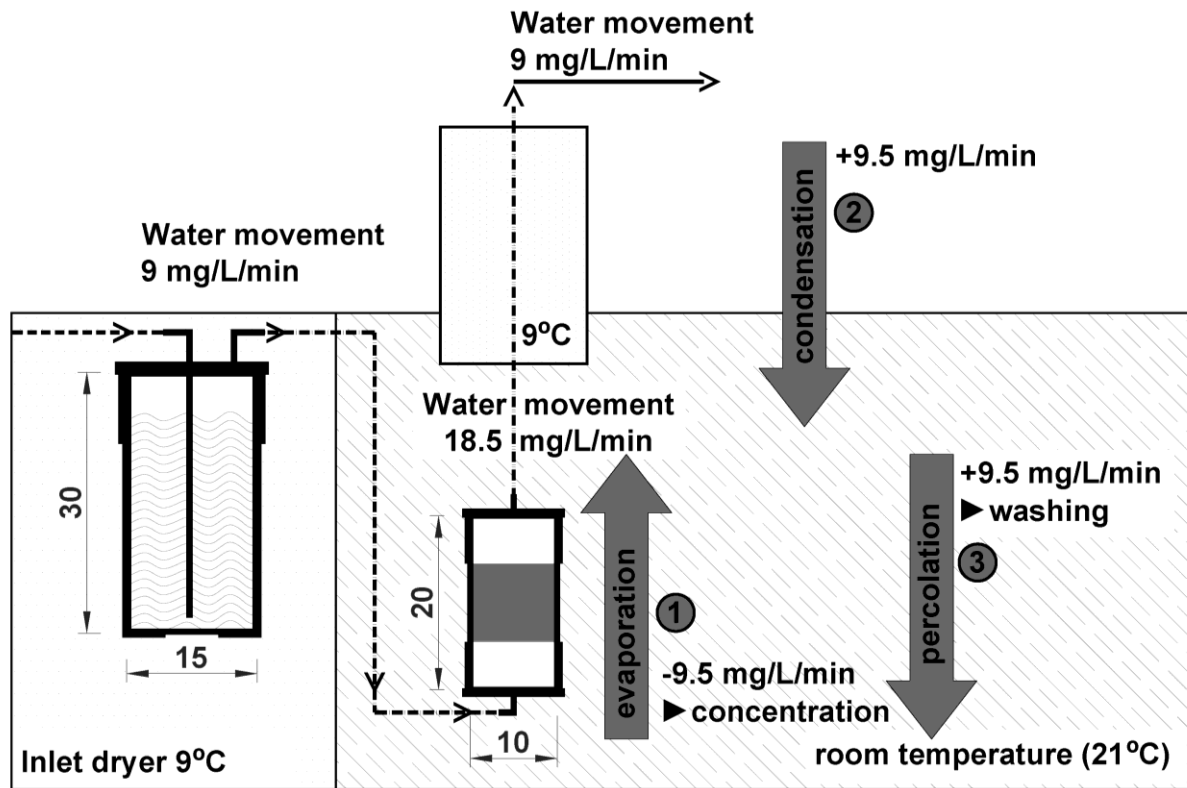 Water movement
9 mg/L/min
+9.5 mg/L/min
condensation
2
Water movement
9 mg/L/min
9°C
Water movement
18.5 mg/L/min
30
15
20
10
evaporation
1
-9.5 mg/L/min
►concentration
+9.5 mg/L/min
►washing
percolation
3
Inlet dryer 9°C
room temperature (21°C)